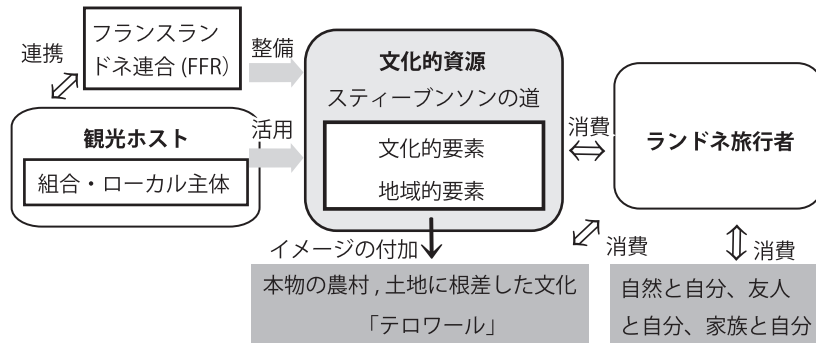 フランスラン
ドネ連合 (FFR)
連携
整備
観光ホスト
組合・ローカル主体
活用
文化的資源
スティーブンソンの道
文化的要素
地域的要素
消費
ランドネ旅行者
イメージの付加
消費
消費
本物の農村 , 土地に根差した文化
「テロワール」
自然と自分、友人
と自分、家族と自分